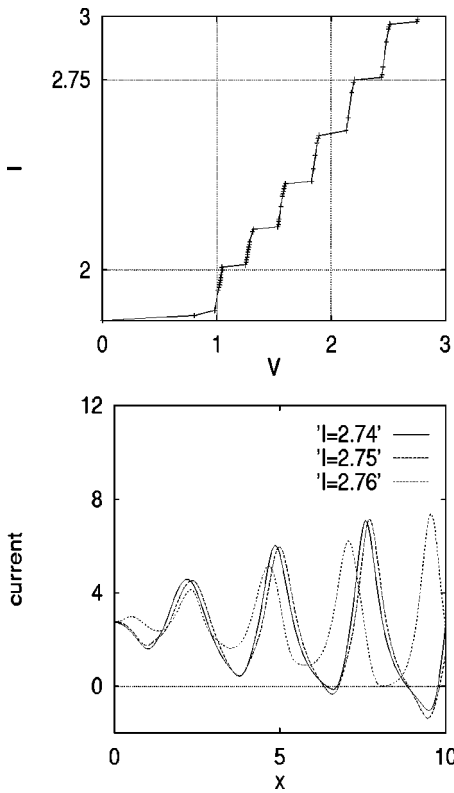 3
2.75
I
2
0 1 2 3
V
12
'I=2.74'
'I=2.75'
8
'I=2.76'
current
4
0
0 5 10
x